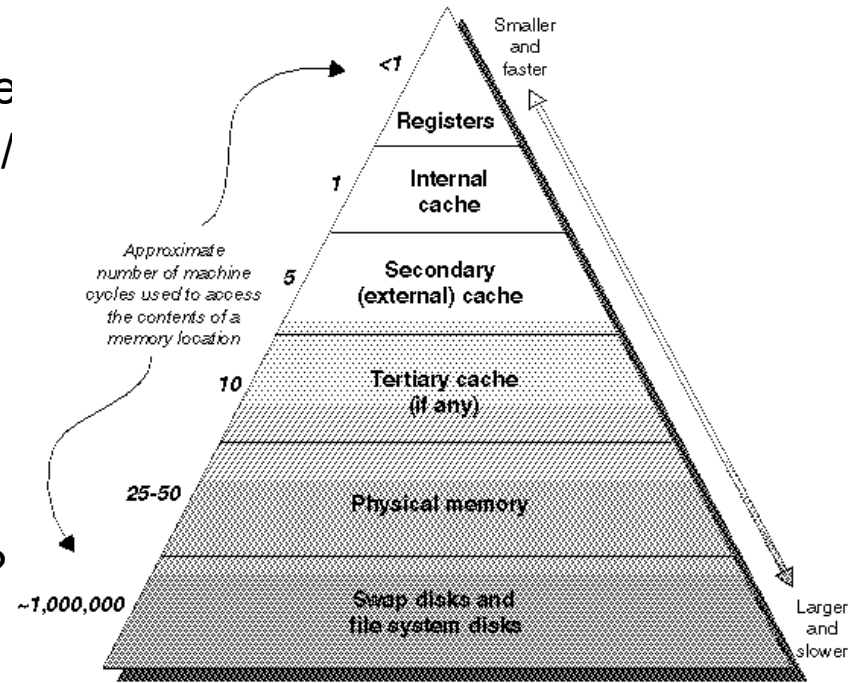 Smaller
and
faster
<1
Registers
1
Internal
cache
Approximate
number of machine
cycles used to access
the contents of a
memory location
5
Secondary
(external) cache
10
Tertiary cache
(if any)
25-50
Physical memory
~1,000,000
Swap disks and
file system disks
Larger
and
slower
e
/